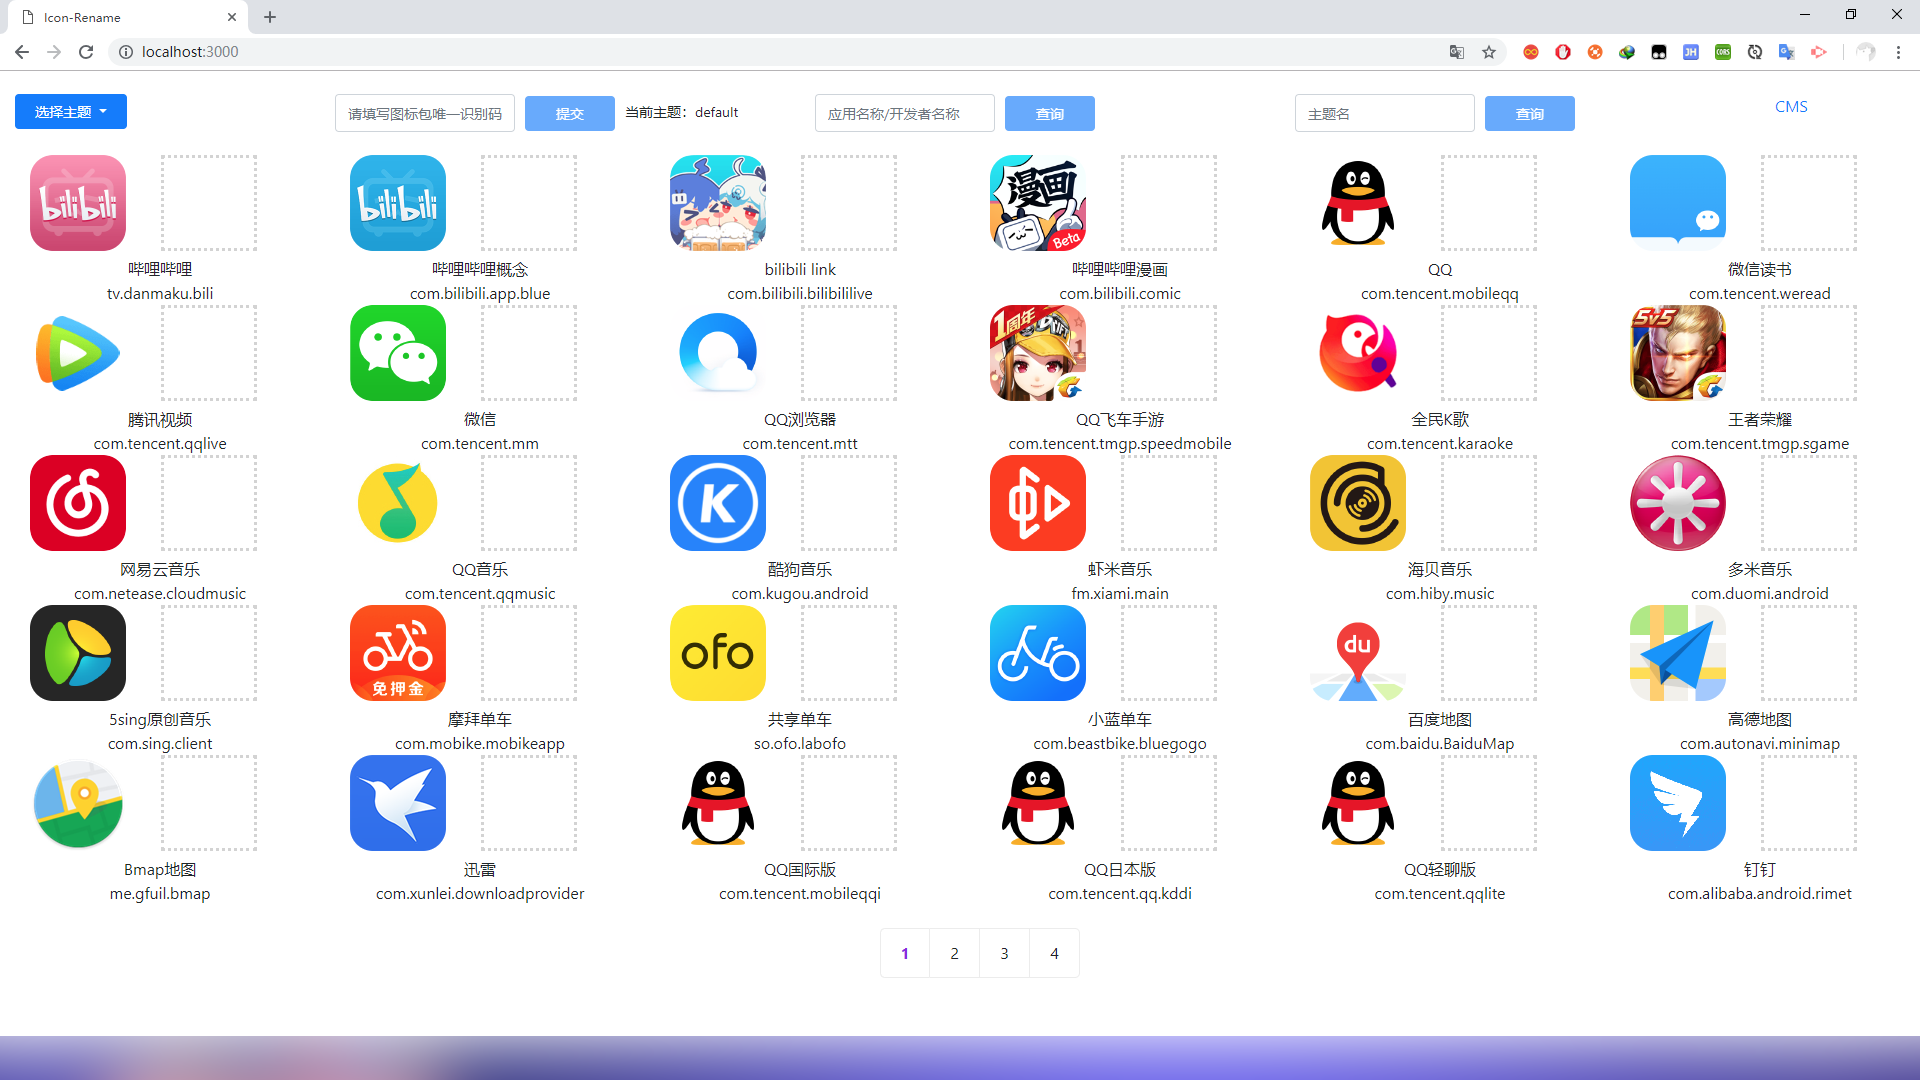 Icon-Rename
localhost:3000
选择主题
请填写图标包唯一识别码
提交
当前主题：default
应用名称/开发者名称
查询
主题名
查询
CMS
bilibili
bilibili
漫画
Beta
哔哩哔哩
哔哩哔哩概念
bilibili link
哔哩哔哩漫画
QQ
微信读书
tv.danmaku.bili
com.bilibili.app.blue
com.bilibili.bilibililive
com.bilibili.comic
com.tencent.mobileqq
com.tencent.weread
1周年
5v5
腾讯视频
微信
QQ浏览器
QQ飞车手游
全民K歌
王者荣耀
com.tencent.qqlive
com.tencent.mm
com.tencent.mtt
com.tencent.tmgp.speedmobile
com.tencent.karaoke
com.tencent.tmgp.sgame
K
网易云音乐
QQ音乐
酷狗音乐
虾米音乐
海贝音乐
多米音乐
com.netease.cloudmusic
com.tencent.qqmusic
com.kugou.android
fm.xiami.main
com.hiby.music
com.duomi.android
免押金
ofo
du
5sing原创音乐
摩拜单车
共享单车
小蓝单车
百度地图
高德地图
com.sing.client
com.mobike.mobikeapp
so.ofo.labofo
com.beastbike.bluegogo
com.baidu.BaiduMap
com.autonavi.minimap
Bmap地图
迅雷
QQ国际版
QQ日本版
QQ轻聊版
钉钉
me.gfuil.bmap
com.xunlei.downloadprovider
com.tencent.mobileqqi
com.tencent.qq.kddi
com.tencent.qqlite
com.alibaba.android.rimet
1 2 3 4